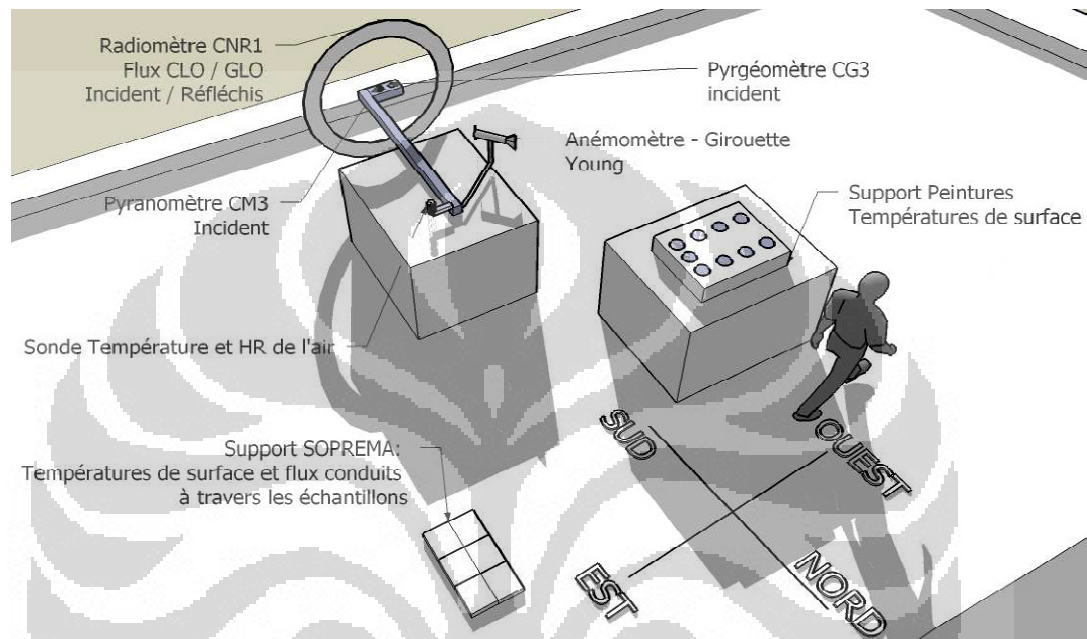 Radiomètre CNR1
Flux CLO / GLO
Incident / Réfléchis
Pyrgéomètre CG3
incident
Anémomètre - Girouette
Young
Support Peintures
Températures de surface
Pyranomètre CM3
Incident
Sonde Température et HR de l'air
Support SOPREMA:
Températures de surface et flux conduits
à travers les échantillons
SUD
OUEST
EST
NORD